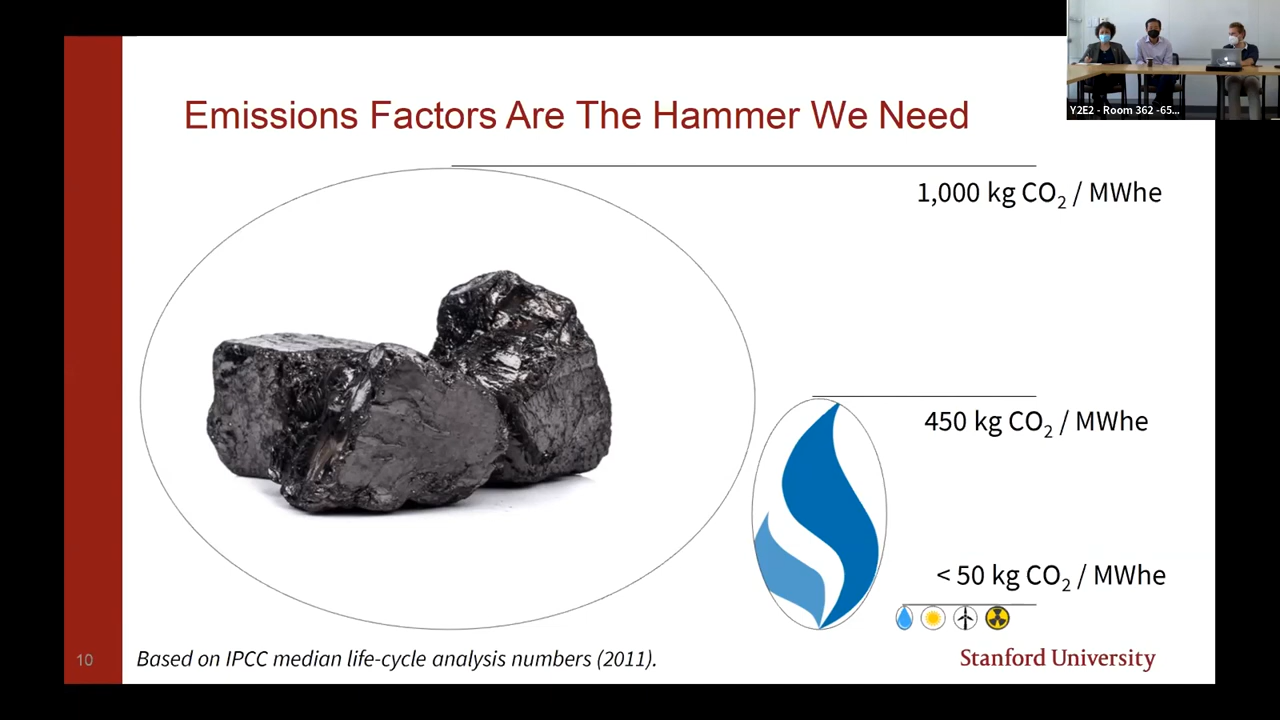 Emissions Factors Are The Hammer We Need
Y2E2 - Room 362 -65...
1,000 kg CO₂ / MWhe
450 kg CO₂ / MWhe
< 50 kg CO₂ / MWhe
10
Based on IPCC median life-cycle analysis numbers (2011).
Stanford University